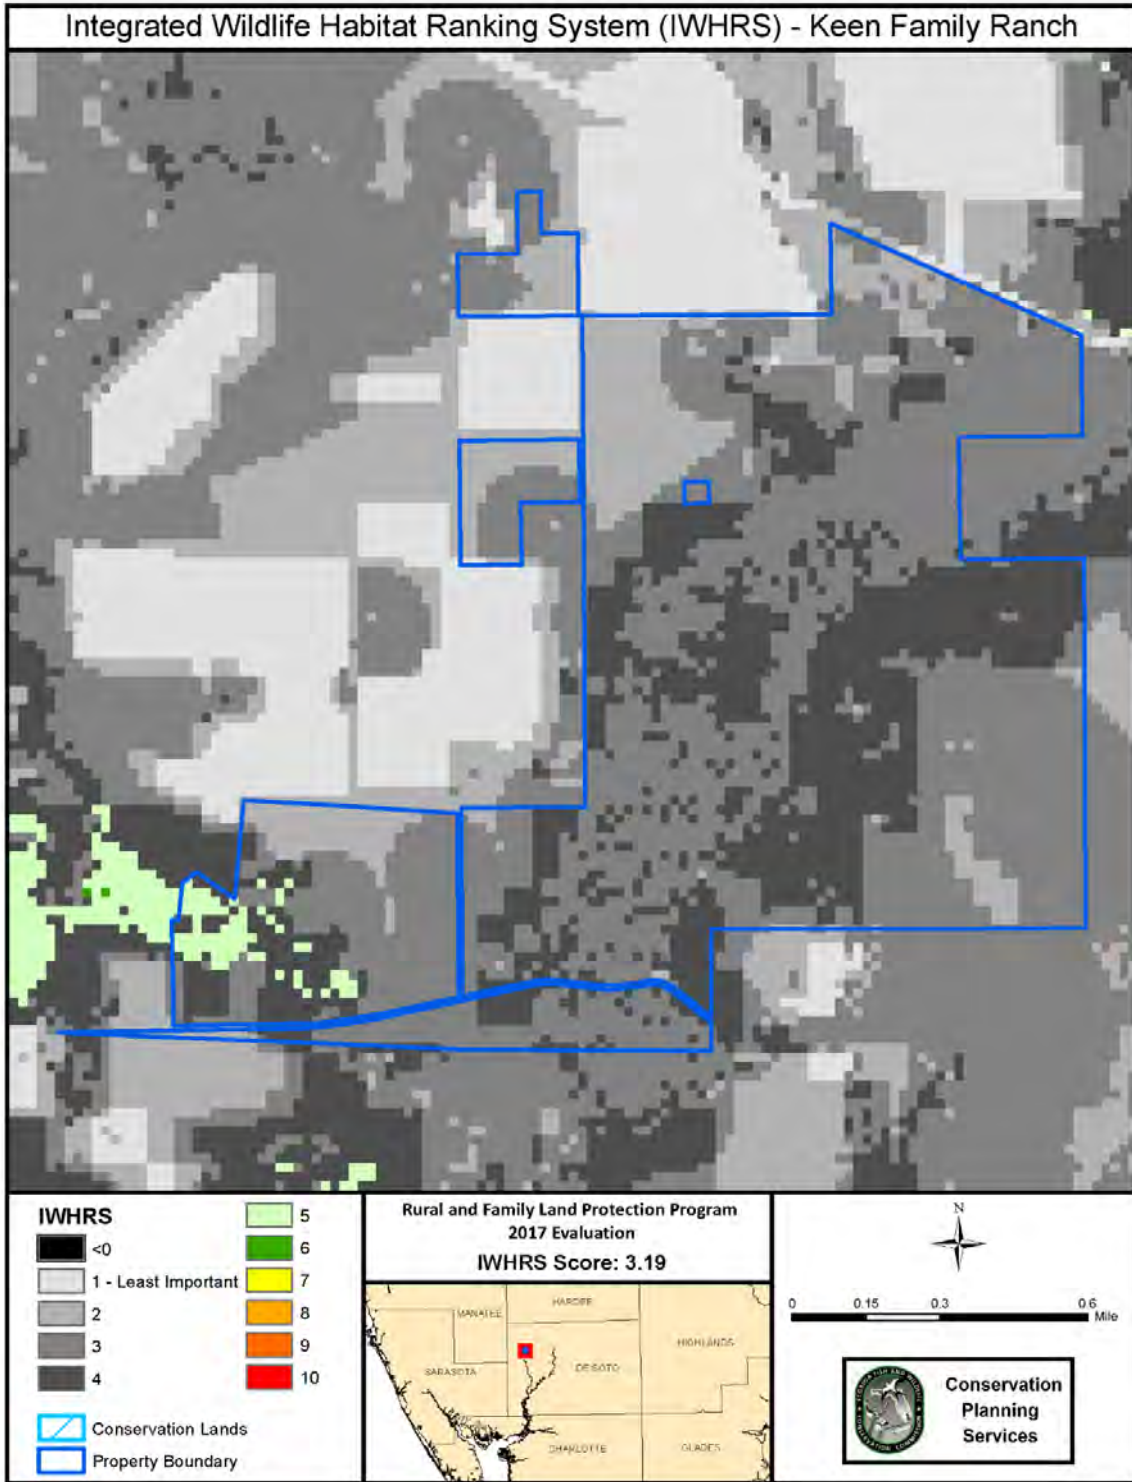 Integrated Wildlife Habitat Ranking System (IWHRS) - Keen Family Ranch
IWHRS
<0
1 - Least Important
2
3
4
5
6
7
8
9
10
Conservation Lands
Property Boundary
Rural and Family Land Protection Program
2017 Evaluation
IWHRS Score: 3.19
HARDEE
MANATEE
HIGHLANDS
SARASOTA
DESOTO
CHARLOTTE
GLADES
N
0 0.15 0.3 0.6
Mile
Conservation
Planning
Services